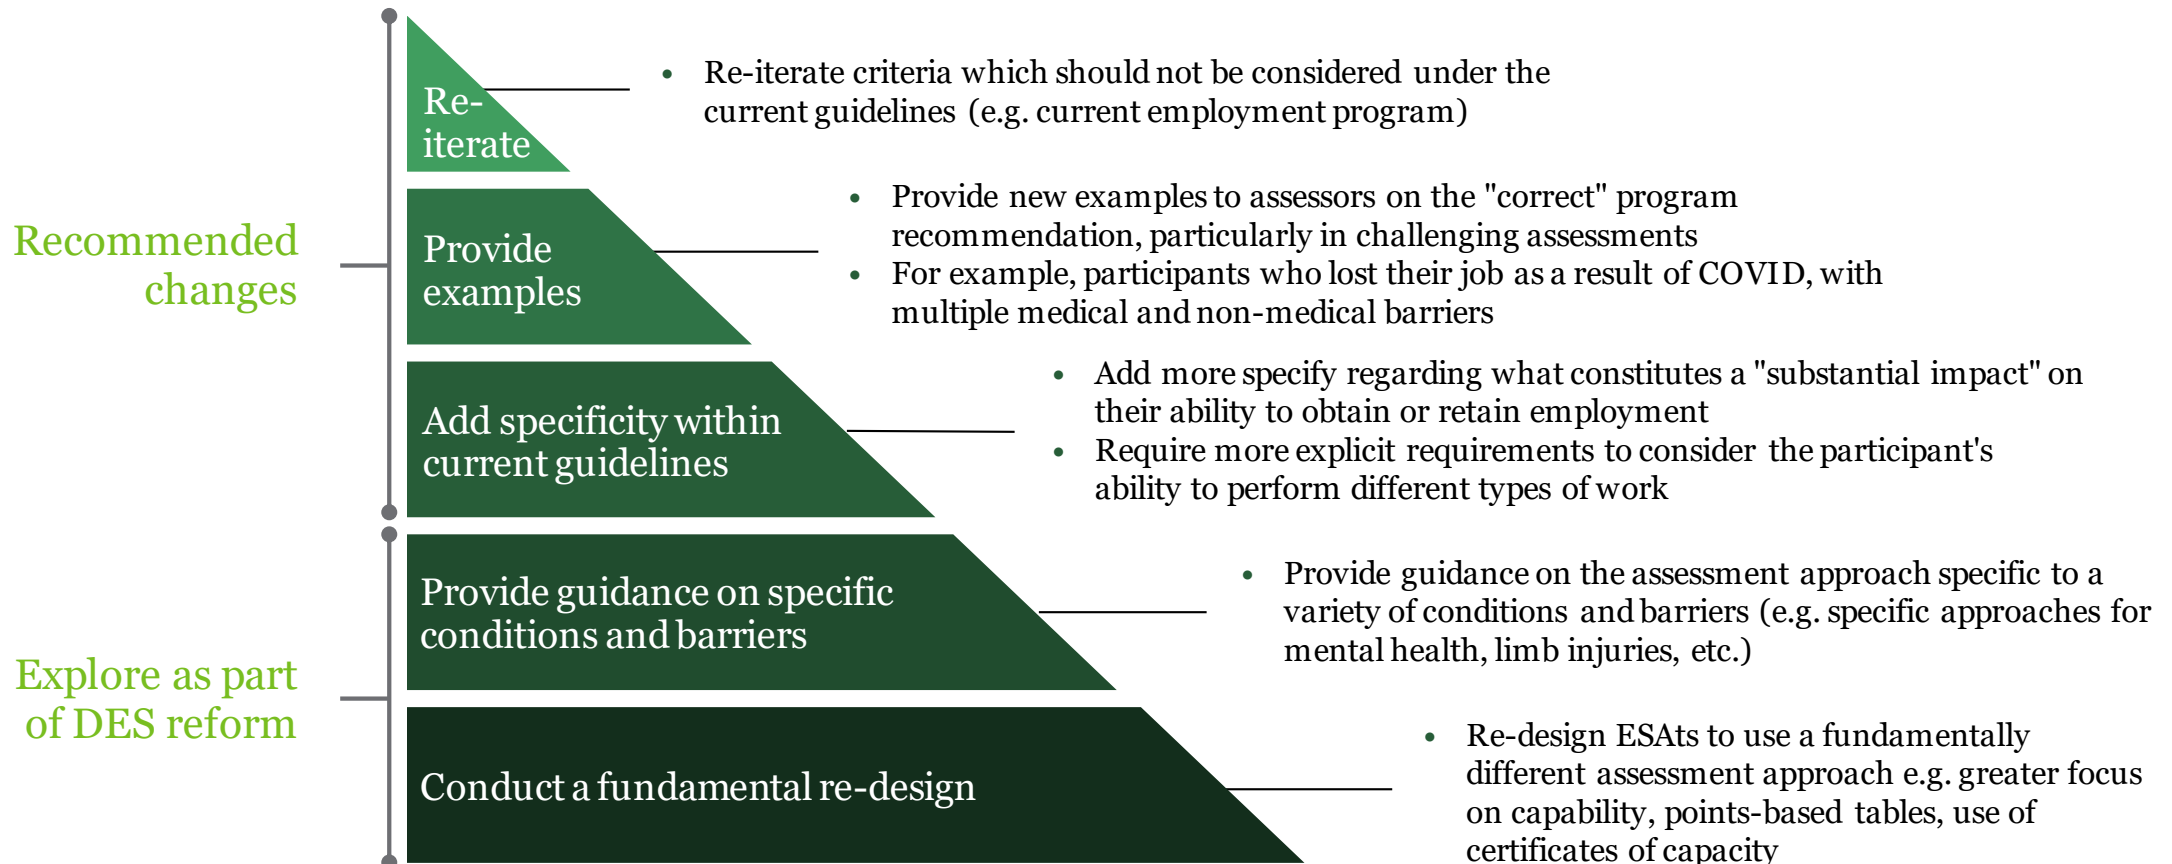 Recommended
changes
Re-
iterate
• Re-iterate criteria which should not be considered under the
current guidelines (e.g. current employment program)
Provide
examples
• Provide new examples to assessors on the "correct" program
recommendation, particularly in challenging assessments
• For example, participants who lost their job as a result of COVID, with
multiple medical and non-medical barriers
Add specificity within
current guidelines
• Add more specify regarding what constitutes a "substantial impact" on
their ability to obtain or retain employment
• Require more explicit requirements to consider the participant's
ability to perform different types of work
Explore as part
of DES reform
Provide guidance on specific
conditions and barriers
• Provide guidance on the assessment approach specific to a
variety of conditions and barriers (e.g. specific approaches for
mental health, limb injuries, etc.)
Conduct a fundamental re-design
• Re-design ESAts to use a fundamentally
different assessment approach e.g. greater focus
on capability, points-based tables, use of
certificates of capacity